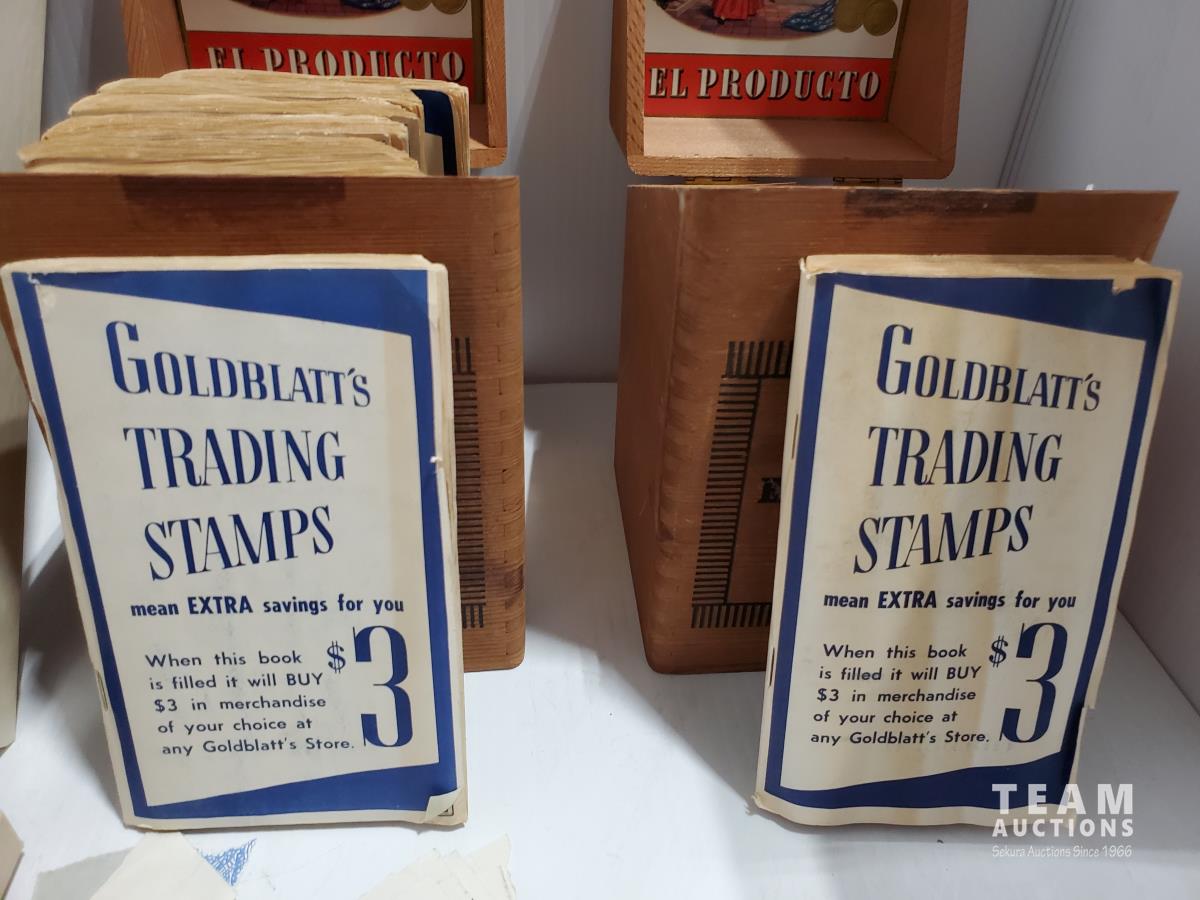 EL PRODUCTO
EL PRODUCTO
GOLDBLATT'S
TRADING
STAMPS
mean EXTRA savings for you
When this book
is filled it will BUY
$3 in merchandise
of your choice at
any Goldblatt's Store.
$3
GOLDBLATT'S
TRADING
STAMPS
mean EXTRA savings for you
When this book
is filled it will BUY
$3 in merchandise
of your choice at
any Goldblatt's Store.
$3
TEAM
AUCTIONS
Sekura Auctions Since 1966